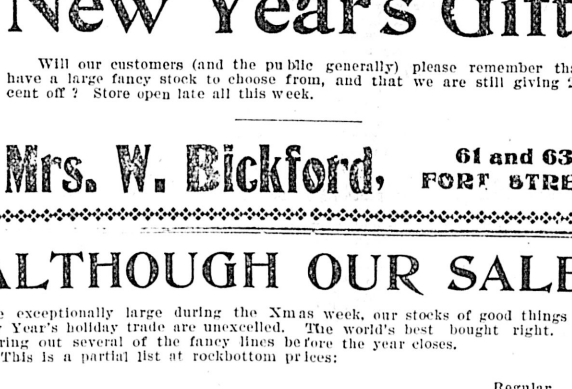 New Year's Gift
Will our customers (and the public generally) please remember
have a large fancy stock to choose from, and that we are still giving
cent off ? Store open late all this week.
Mrs. W. Bickford,
61 and 63
FORT STREE
ALTHOUGH OUR SALE
exceptionally large during the Xmas week, our stocks of good things
Year's holiday trade are unexcelled. The world's best bought right.
ring out several of the fancy lines before the year closes.
This is a partial list at rockbottom prices:
Regular